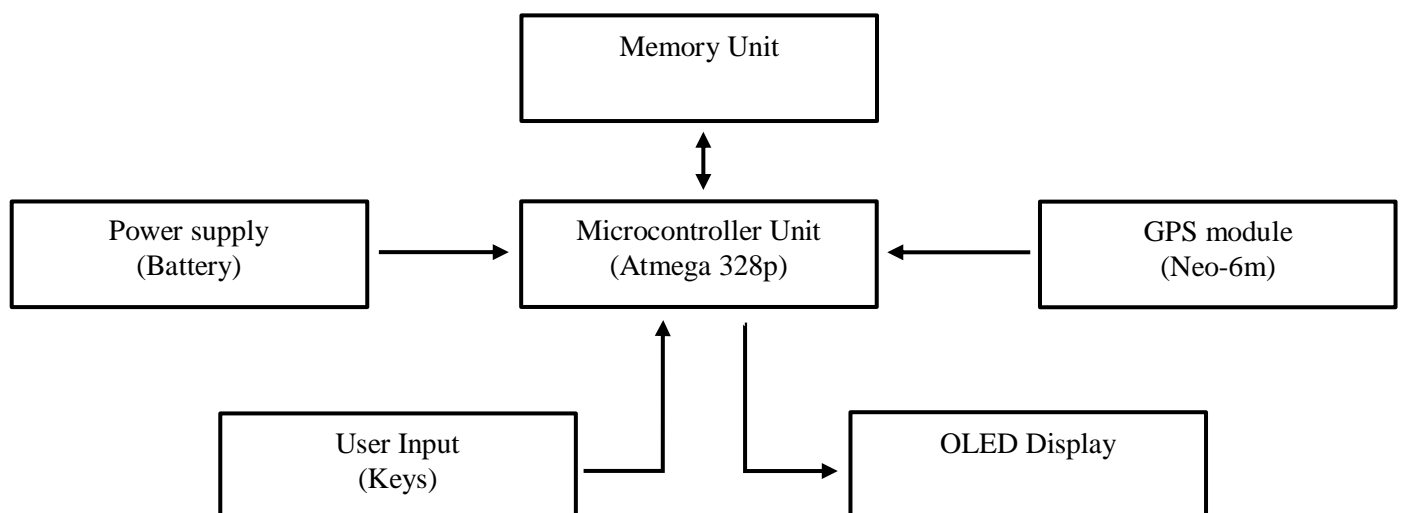 Memory Unit
Power supply
(Battery)
Microcontroller Unit
(Atmega 328p)
GPS module
(Neo-6m)
User Input
(Keys)
OLED Display